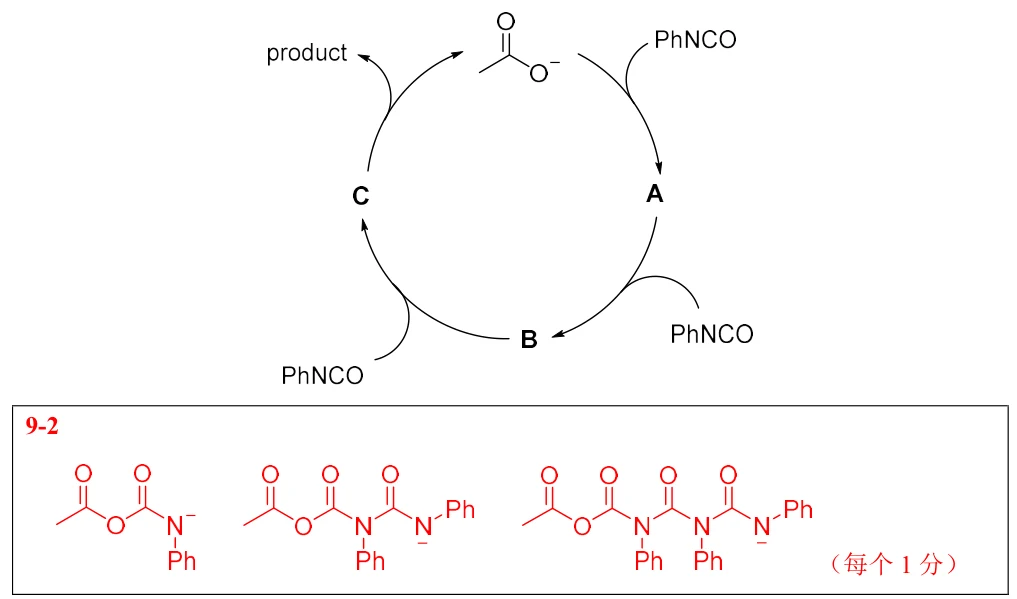 O
product
PhNCO
O⁻
C
A
B
PhNCO
PhNCO
9-2
O O O O O O O O O
Ph Ph
O N⁻ O N N⁻ O N N N⁻
Ph Ph Ph Ph
（每个 1 分）